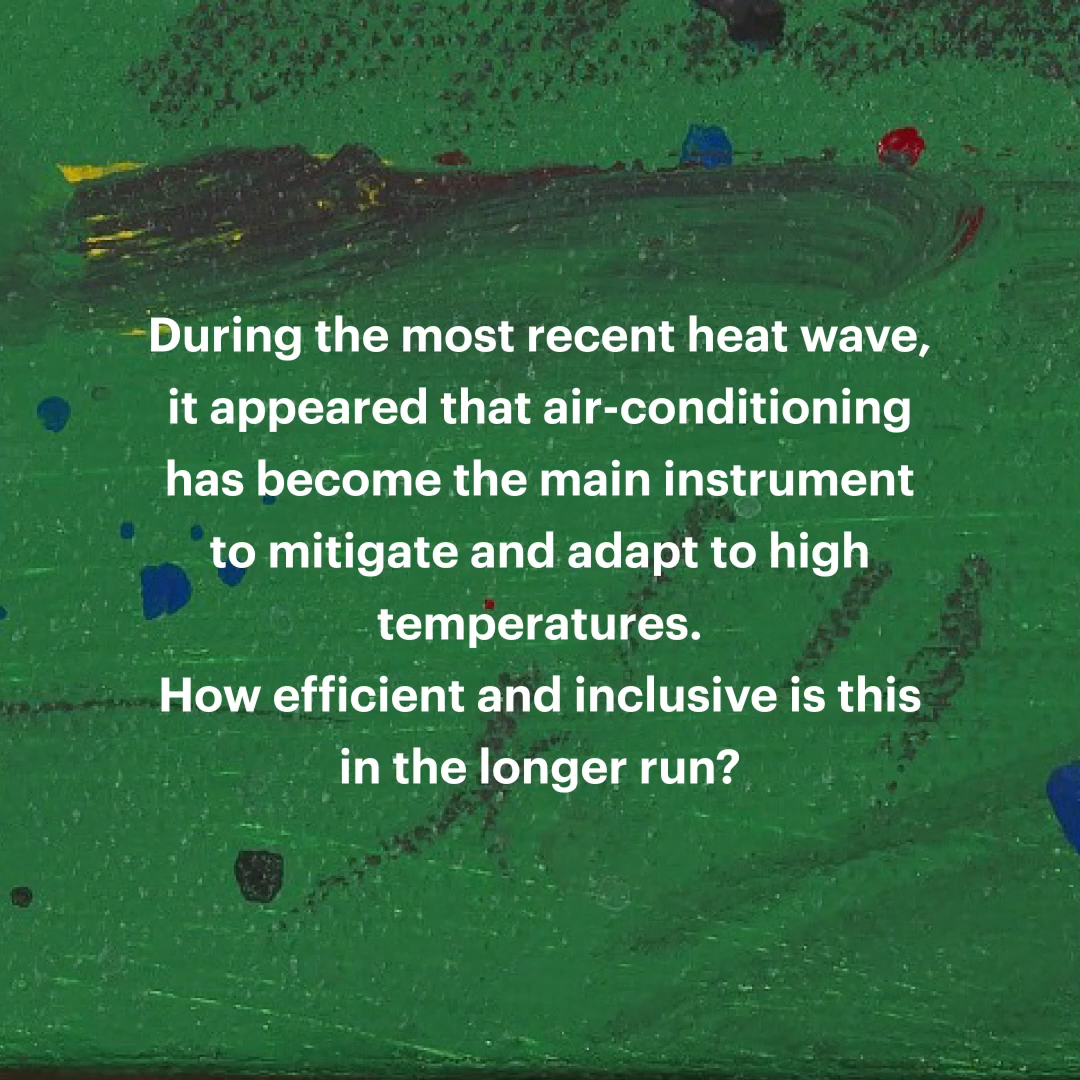 During the most recent heat wave,
it appeared that air-conditioning
has become the main instrument
to mitigate and adapt to high
temperatures.
How efficient and inclusive is this
in the longer run?